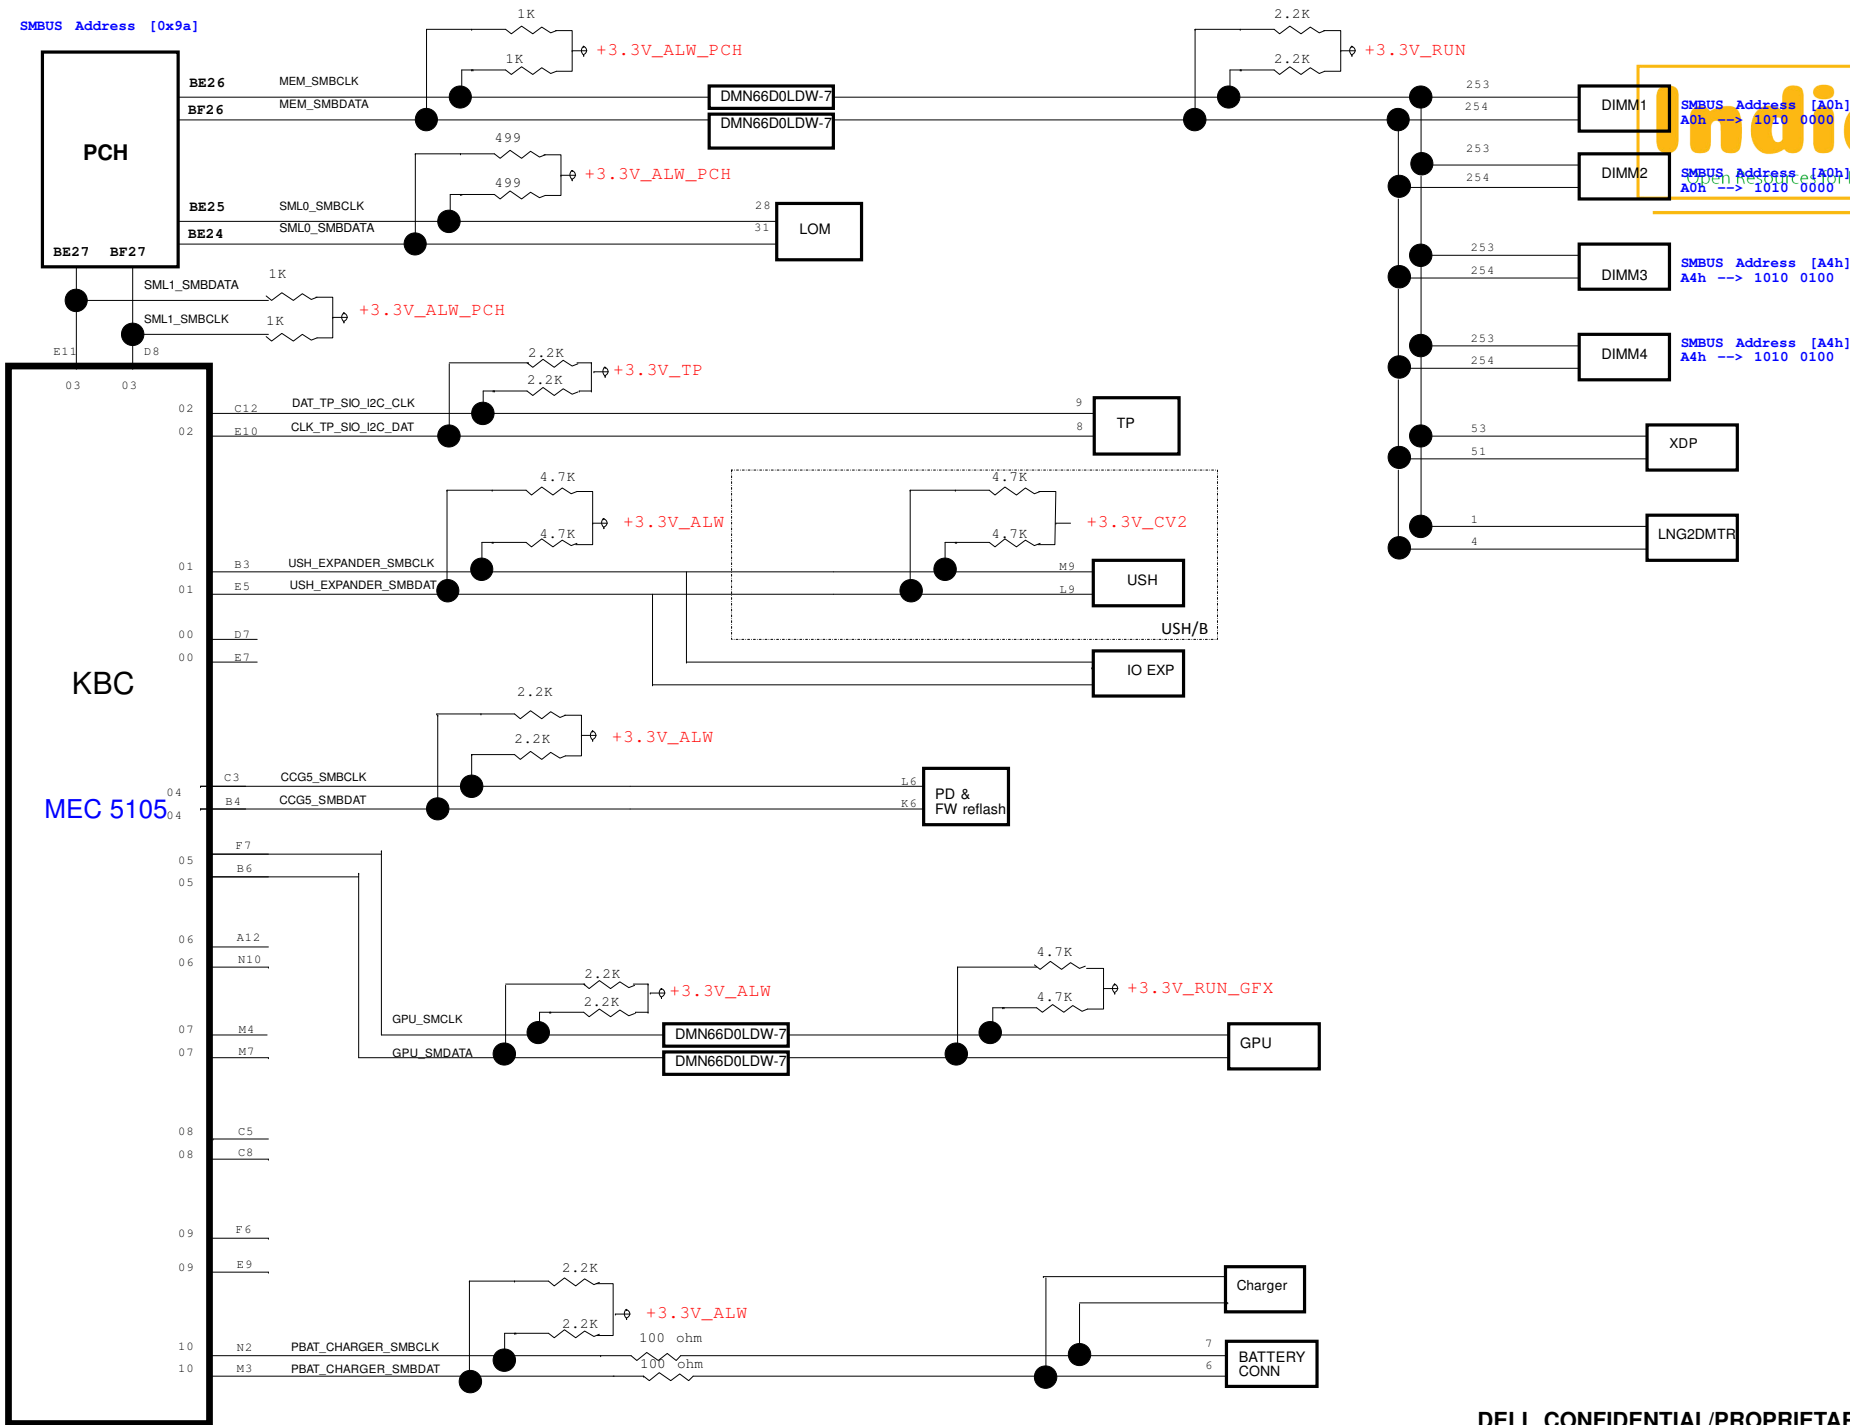 SMBUS Address [0x9a]
PCH
BE26
BF26
BE25
BE24
BE27 BF27
MEM_SMBCLK
MEM_SMBDATA
1K
1K
+3.3V_ALW_PCH
DMN66D0LDW-7
DMN66D0LDW-7
2.2K
2.2K
+3.3V_RUN
499
499
+3.3V_ALW_PCH
SML0_SMBCLK
SML0_SMBDATA
28
31
LOM
SML1_SMBDATA
1K
SML1_SMBCLK
1K
+3.3V_ALW_PCH
253
254
DIMM1
SMBUS Address [A0h]
A0h --> 1010 0000
253
254
DIMM2
SMBUS Address [A0h]
A0h --> 1010 0000
253
254
DIMM3
SMBUS Address [A4h]
A4h --> 1010 0100
253
254
DIMM4
SMBUS Address [A4h]
A4h --> 1010 0100
53
51
XDP
1
4
LNG2DMTR
E11 D8
03 03
KBC
MEC 5105
02 C12 DAT_TP_SIO_I2C_CLK
02 E10 CLK_TP_SIO_I2C_DAT
2.2K
2.2K
+3.3V_TP
9
8
TP
4.7K
4.7K
+3.3V_ALW
4.7K
4.7K
+3.3V_CV2
01 B3 USH_EXPANDER_SMBCLK
01 E5 USH_EXPANDER_SMBDAT
M9
L9
USH
USH/B
IO EXP
00 D7
00 E7
2.2K
2.2K
+3.3V_ALW
04 C3 CCG5_SMBCLK
04 B4 CCG5_SMBDAT
L6
K6
PD &
FW reflash
05 F7
05 B6
06 A12
06 N10
2.2K
2.2K
+3.3V_ALW
4.7K
4.7K
+3.3V_RUN_GFX
07 M4
07 M7
GPU_SMCLK
GPU_SMDATA
DMN66D0LDW-7
DMN66D0LDW-7
GPU
08 C5
08 C8
09 F6
09 E9
2.2K
2.2K
+3.3V_ALW
10 N2 PBAT_CHARGER_SMBCLK
10 M3 PBAT_CHARGER_SMBDAT
100 ohm
100 ohm
Charger
7
6
BATTERY
CONN
Indi
Open Resources for
DELL CONFIDENTIAL/PROPRIETA